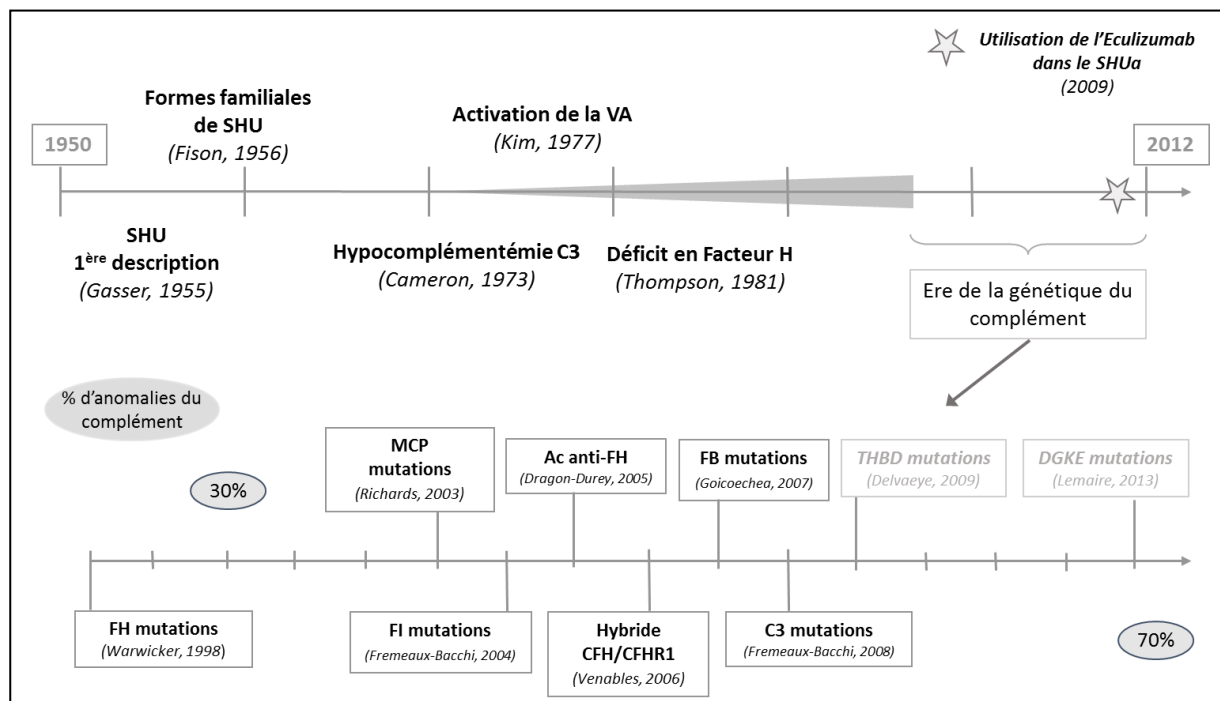 Utilisation de l'Eculizumab
dans le SHUa
(2009)
Formes familiales
de SHU
(Fison, 1956)
Activation de la VA
(Kim, 1977)
1950
2012
SHU
1ère description
(Gasser, 1955)
Hypocomplémentémie C3
(Cameron, 1973)
Déficit en Facteur H
(Thompson, 1981)
Ere de la génétique du
complément
% d'anomalies du
complément
30%
MCP
mutations
(Richards, 2003)
Ac anti-FH
(Dragon-Durey, 2005)
FB mutations
(Goicoechea, 2007)
THBD mutations
(Delvaeye, 2009)
DGKE mutations
(Lemaire, 2013)
FH mutations
(Warwicker, 1998)
FI mutations
(Fremeaux-Bacchi, 2004)
Hybride
CFH/CFHR1
(Venables, 2006)
C3 mutations
(Fremeaux-Bacchi, 2008)
70%